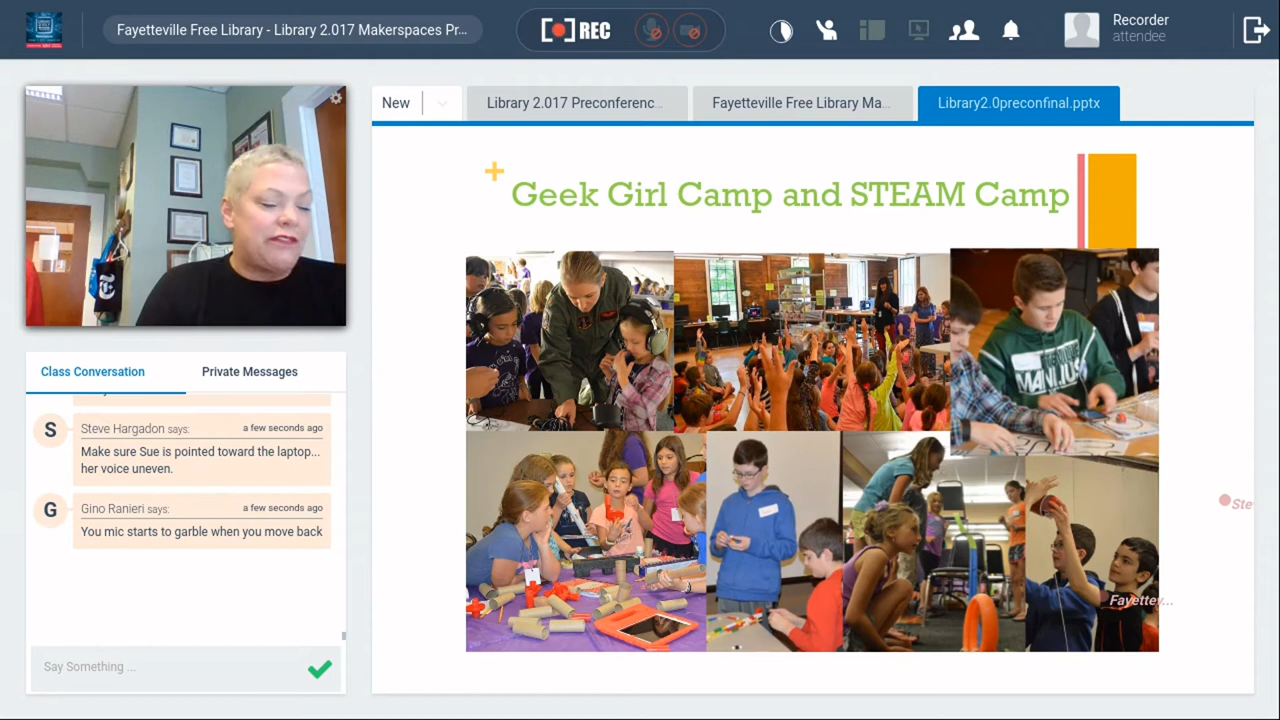 Fayetteville Free Library - Library 2.017 Makerspaces Pr...
REC
Recorder
attendee
New
Library 2.017 Preconferenc
Fayetteville Free Library Ma...
Library2.0preconfinal.pptx
+
Geek Girl Camp and STEAM Camp
MANLIUS
Class Conversation
Private Messages
S
Steve Hargadon says:
a few seconds ago
Make sure Sue is pointed toward the laptop...
her voice uneven.
G
Gino Ranieri says:
a few seconds ago
You mic starts to garble when you move back
Say Something ...
Ste
Fayettev...